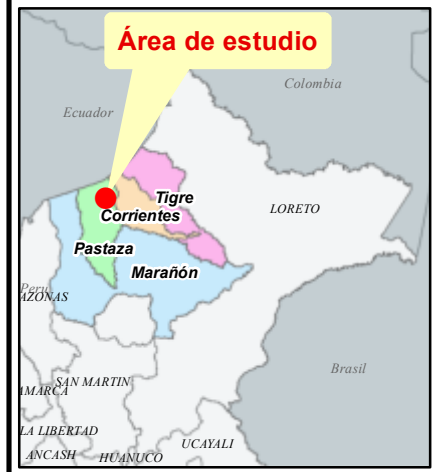 Área de estudio
Colombia
Ecuador
Tigre
LORETO
Corrientes
Pastaza
Marañón
Peru
AZONAS
Brasil
SAN MARTIN
AMARCA
LA LIBERTAD
UCAYALI
ANCASH
HUANUCO